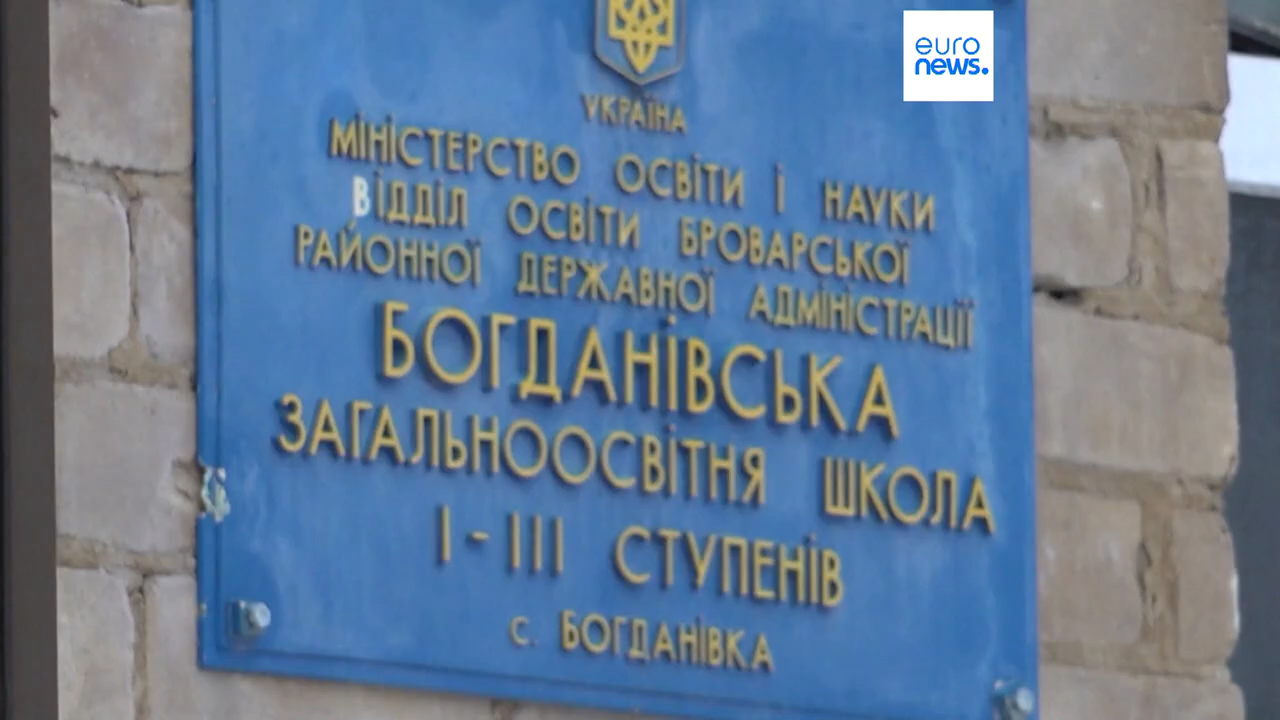 euro
news.
УКРАЇНА
МІНІСТЕРСТВО ОСВІТИ І НАУКИ
ВІДДІЛ ОСВІТИ БРОВАРСЬКОЇ
РАЙОННОЇ ДЕРЖАВНОЇ АДМІНІСТРАЦІЇ
БОГДАНІВСЬКА
ЗАГАЛЬНООСВІТНЯ ШКОЛА
І-ІІІ СТУПЕНІВ
с. БОГДАНІВКА